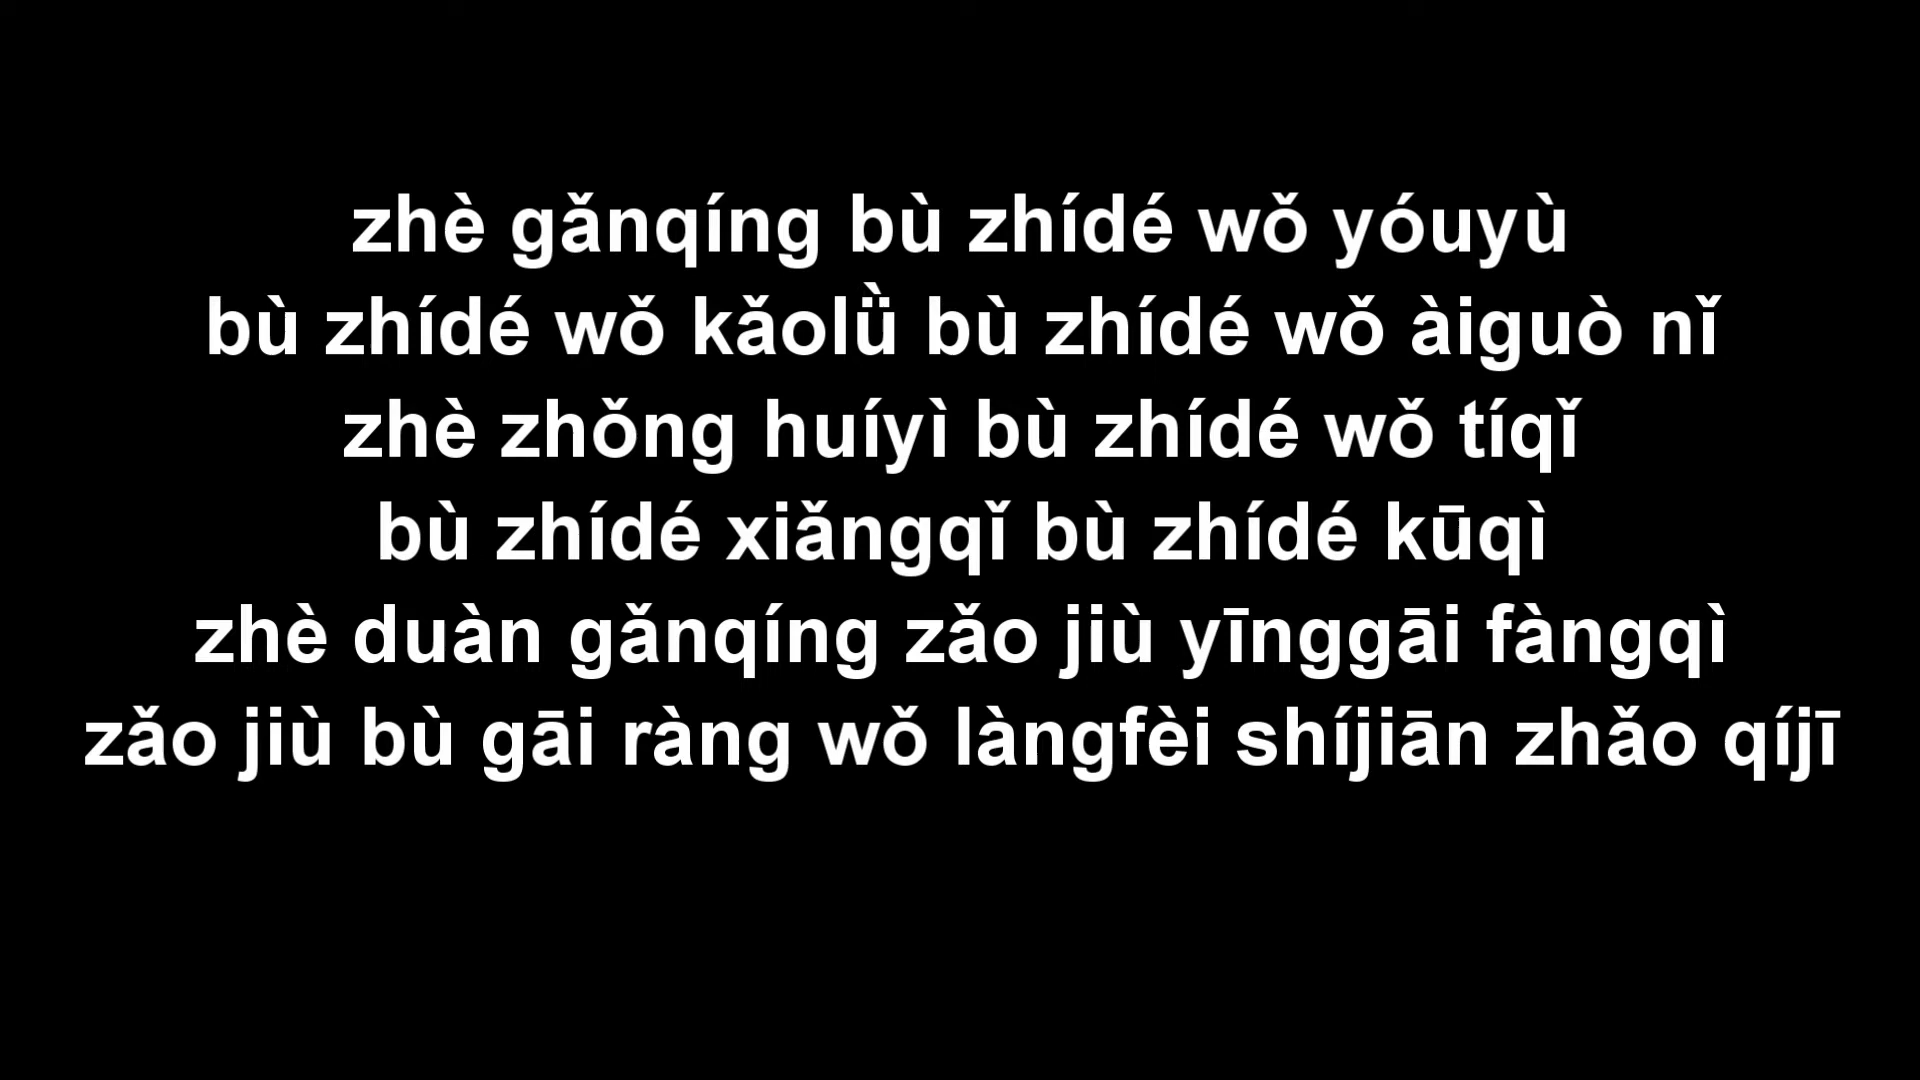 zhè gǎnqíng bù zhídé wǒ yóuyù
bù zhídé wǒ kǎolǜ bù zhídé wǒ àiguò nǐ
zhè zhǒng huíyì bù zhídé wǒ tíqǐ
bù zhídé xiǎngqǐ bù zhídé kūqì
zhè duàn gǎnqíng zǎo jiù yīnggāi fàngqì
zǎo jiù bù gāi ràng wǒ làngfèi shíjiān zhǎo qíjī